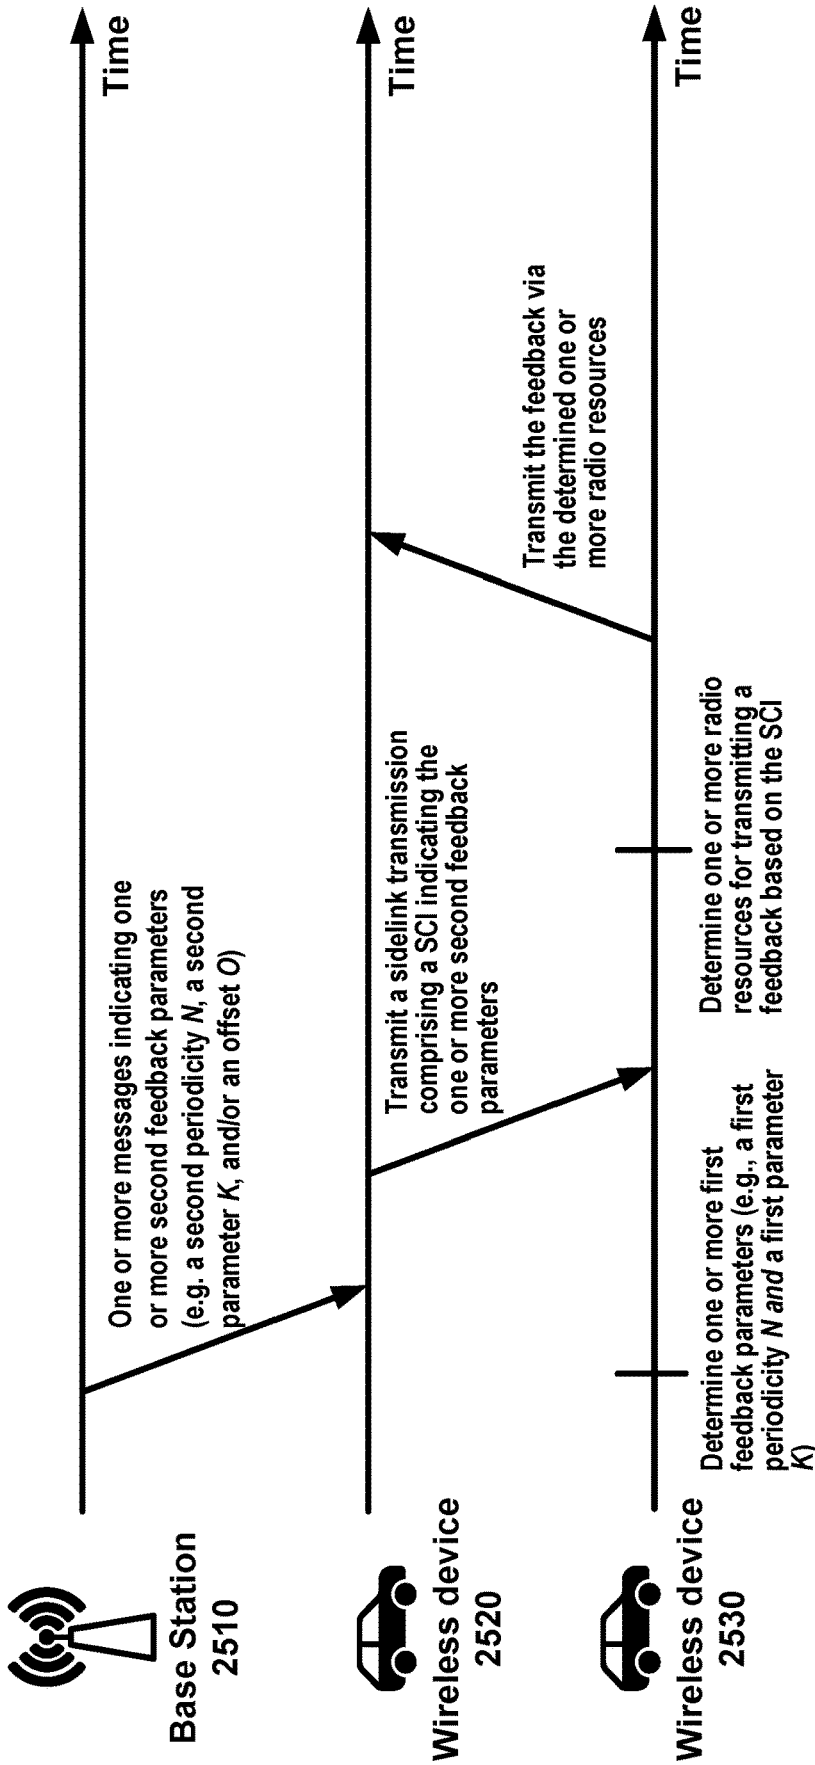 Base Station
2510
Time
One or more messages indicating one
or more second feedback parameters
(e.g. a second periodicity N, a second
parameter K, and/or an offset O)
Wireless device
2520
Time
Transmit a sidelink transmission
comprising a SCI indicating the
one or more second feedback
parameters
Transmit the feedback via
the determined one or
more radio resources
Wireless device
2530
Time
Determine one or more first
feedback parameters (e.g., a first
periodicity N and a first parameter
K)
Determine one or more radio
resources for transmitting a
feedback based on the SCI